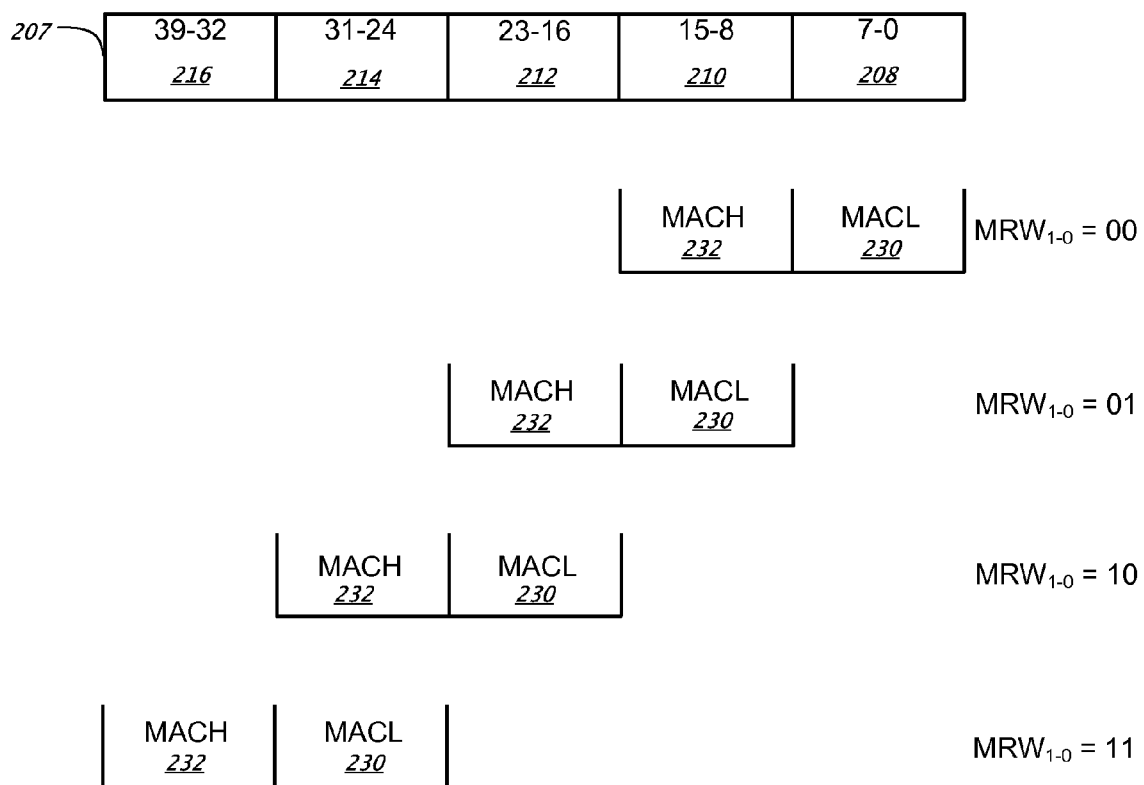 207 39-32 31-24 23-16 15-8 7-0
216 214 212 210 208
MACH MACL MRW₁₋₀ = 00
232 230
MACH MACL MRW₁₋₀ = 01
232 230
MACH MACL MRW₁₋₀ = 10
232 230
MACH MACL MRW₁₋₀ = 11
232 230